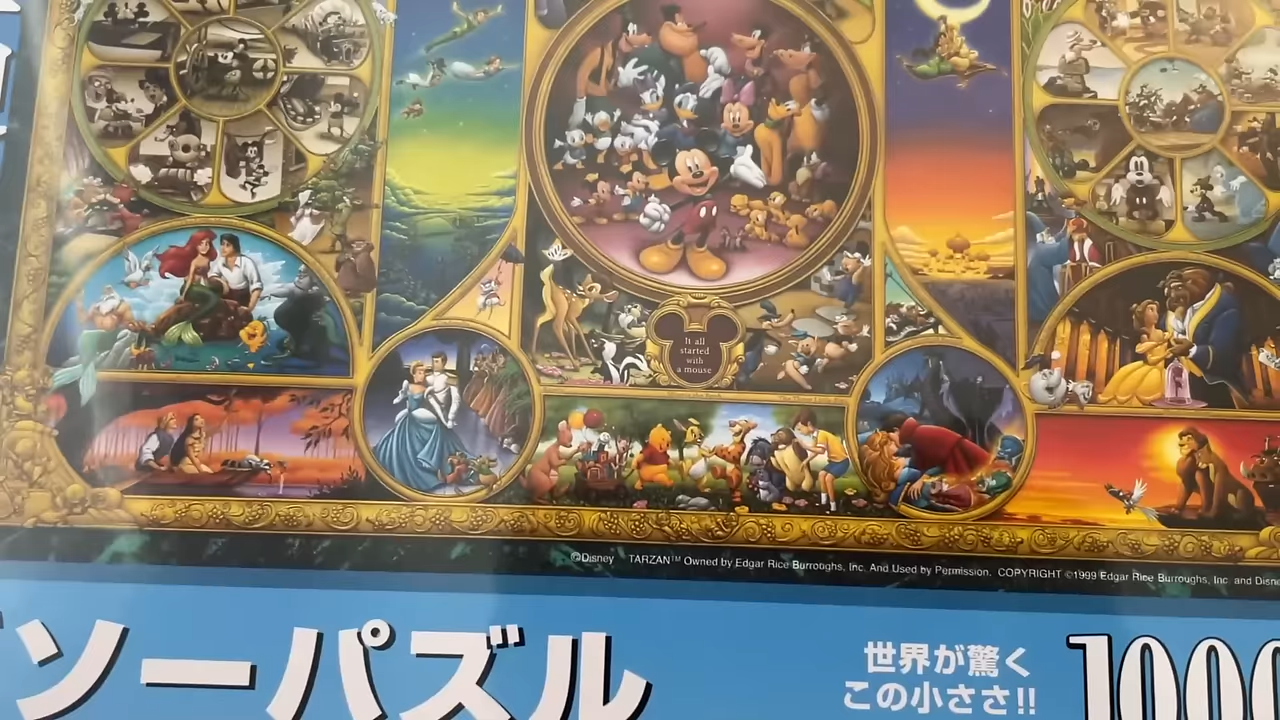 It all
started
with
a mouse
©Disney TARZAN™ Owned by Edgar Rice Burroughs, Inc. And Used by Permission. COPYRIGHT ©1999 Edgar Rice Burroughs, Inc and Disne
ソーパズル
世界が驚く
この小ささ!!
1000